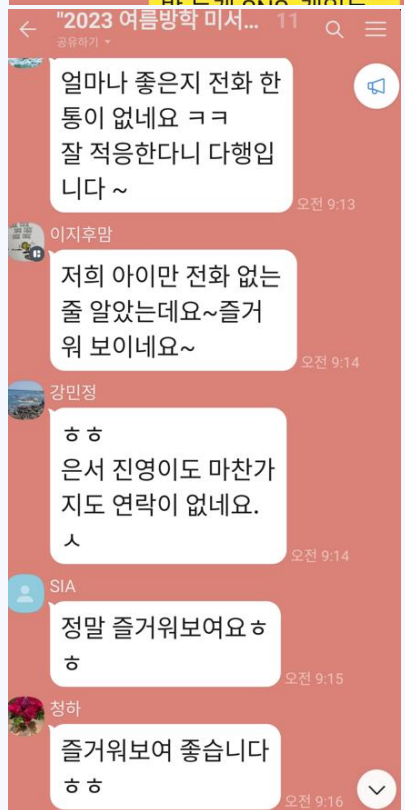 "2023 여름방학 미서... 11
공유하기
얼마나 좋은지 전화 한
통이 없네요 ㅋㅋ
잘 적응한다니 다행입
니다 ~
오전 9:13
이지후맘
저희 아이만 전화 없는
줄 알았는데요~즐거
워 보이네요~
오전 9:14
강민정
ㅎㅎ
은서 진영이도 마찬가
지도 연락이 없네요.
ㅅ
오전 9:14
SIA
정말 즐거워보여요ㅎ
ㅎ
오전 9:15
청하
즐거워보여 좋습니다
ㅎㅎ
오전 9:16